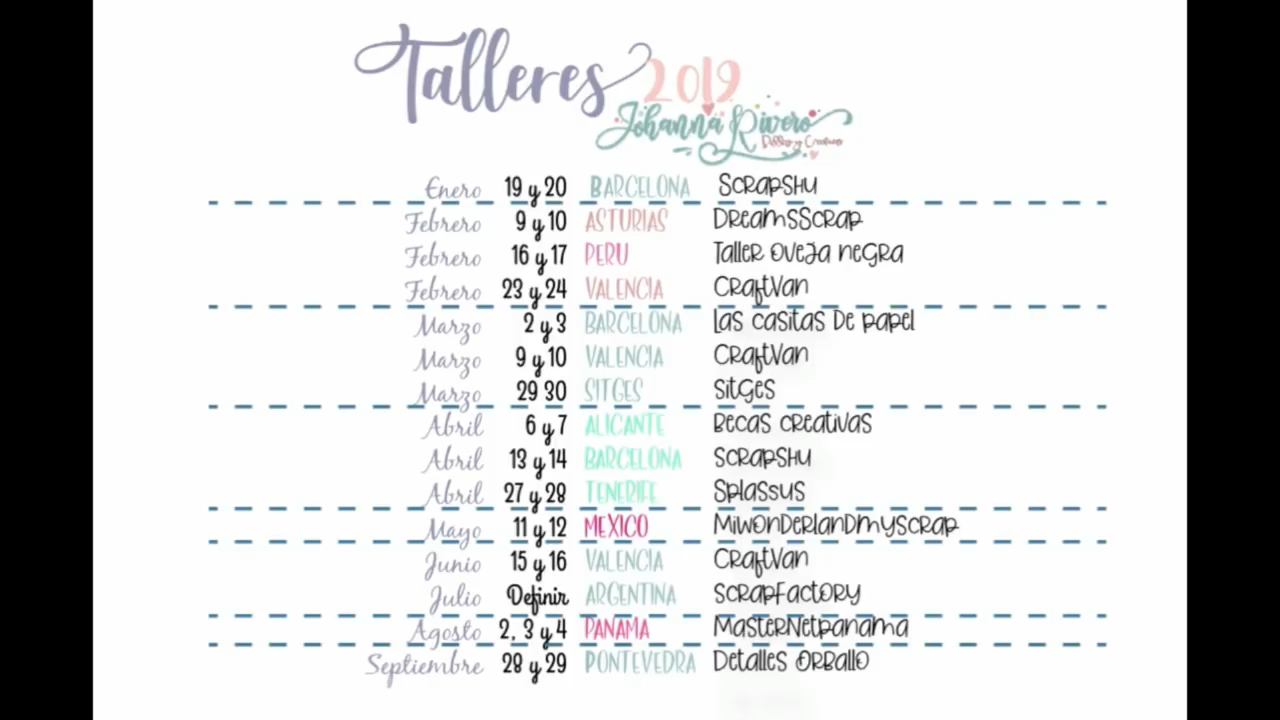 Talleres 2019
Johanna Rivero
Enero 19 y 20 BARCELONA ScrapSHU
Febrero 9 y 10 ASTURIAS DreamsScrap
Febrero 16 y 17 PERU Taller oveja negra
Febrero 23 y 24 VALENCIA CraftVan
Marzo 2 y 3 BARCELONA Las casitas de papel
Marzo 9 y 10 VALENCIA CraftVan
Marzo 29 30 SITGES Sitges
Abril 6 y 7 ALICANTE Becas creativas
Abril 13 y 14 BARCELONA ScrapSHU
Abril 27 y 28 TENERIFE Splassus
Mayo 11 y 12 MEXICO MiWonderlandmyscrap
Junio 15 y 16 VALENCIA CraftVan
Julio Definir ARGENTINA ScrapFactory
Agosto 2, 3 y 4 PANAMA MasterNetpanama
Septiembre 28 y 29 PONTEVEDRA Detalles Orballo